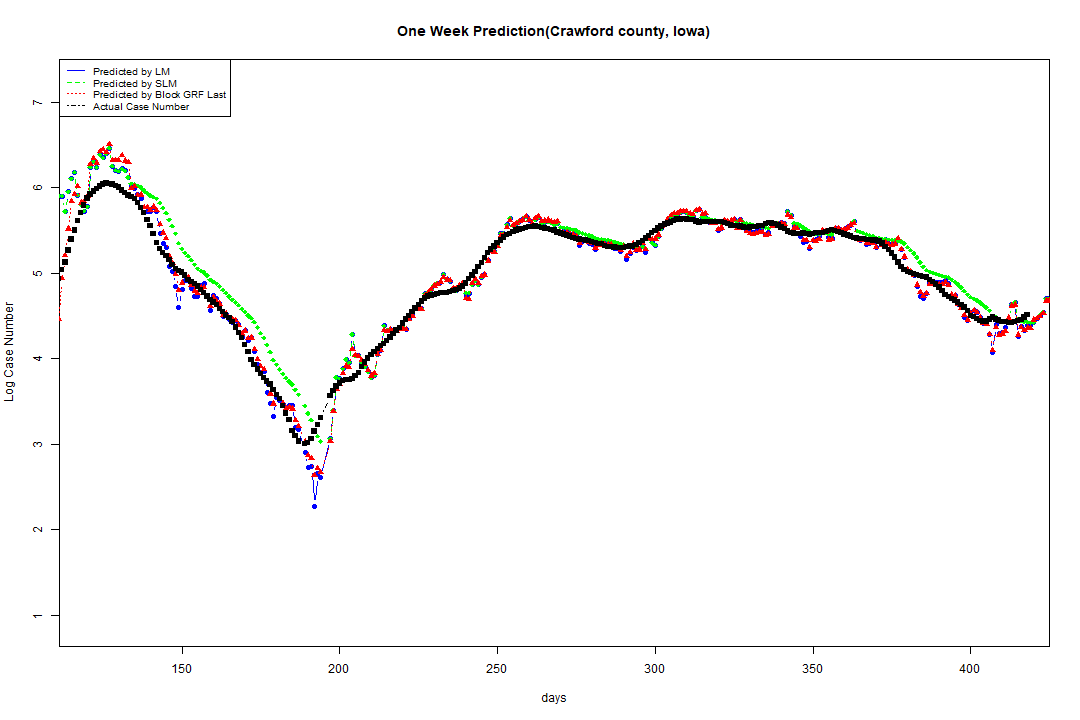 One Week Prediction(Crawford county, Iowa)
Predicted by LM
Predicted by SLM
Predicted by Block GRF Last
Actual Case Number
7
6
5
4
3
2
1
Log Case Number
150 200 250 300 350 400
days